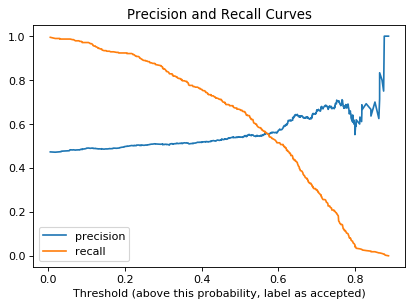 Precision and Recall Curves
1.0
0.8
0.6
0.4
0.2
0.0
precision
recall
0.0 0.2 0.4 0.6 0.8
Threshold (above this probability, label as accepted)